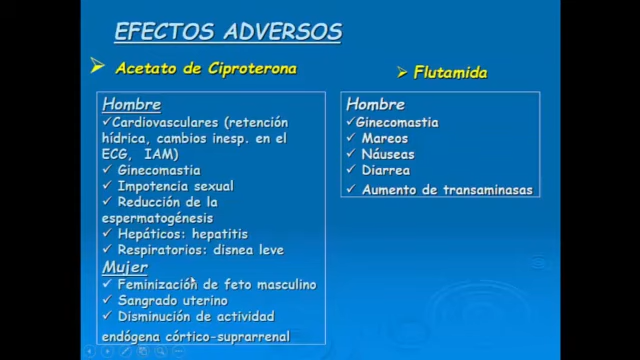 EFECTOS ADVERSOS
Acetato de Ciproterona
Hombre
Cardiovasculares (retención
hídrica, cambios inesp. en el
ECG, IAM)
Ginecomastia
Impotencia sexual
Reducción de la
espermatogénesis
Hepáticos: hepatitis
Respiratorios: disnea leve
Mujer
Feminización de feto masculino
Sangrado uterino
Disminución de actividad
endógena córtico-suprarrenal
Flutamida
Hombre
Ginecomastia
Mareos
Náuseas
Diarrea
Aumento de transaminasas